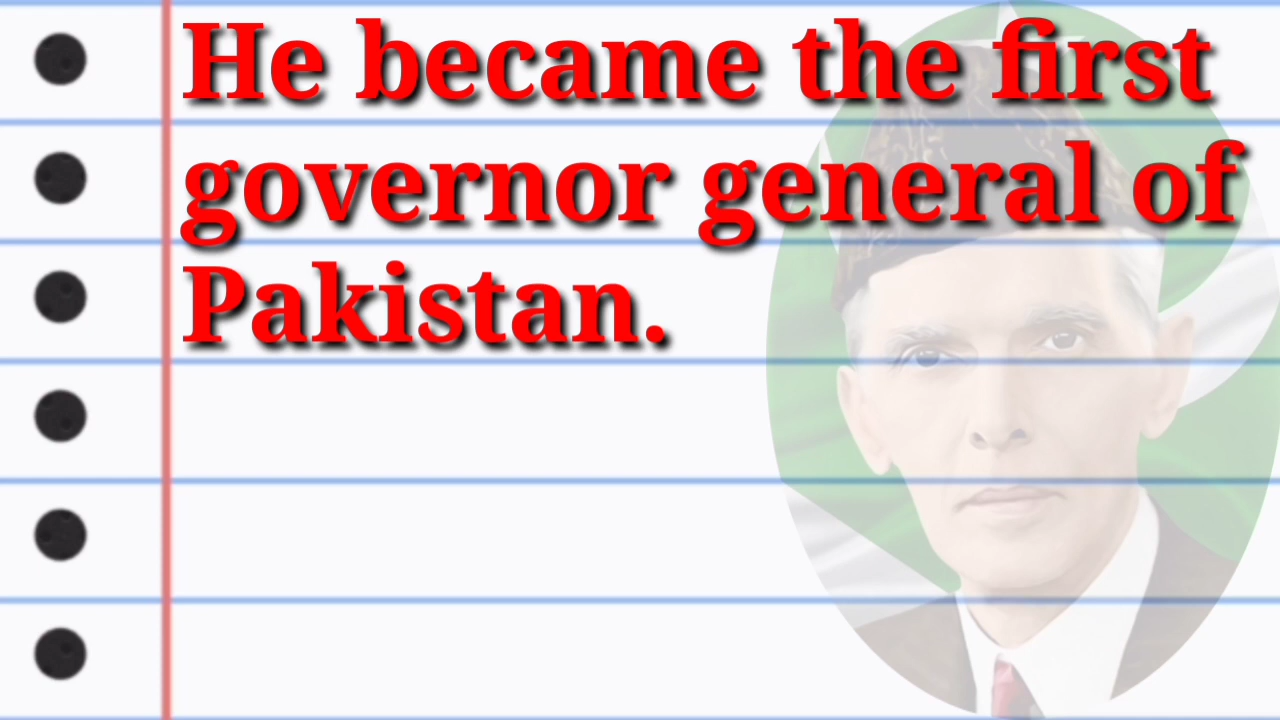 He became the first
governor general of
Pakistan.